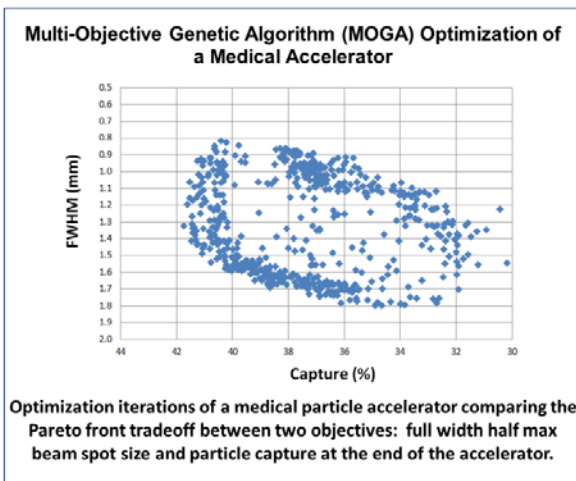 Multi-Objective Genetic Algorithm (MOGA) Optimization of
a Medical Accelerator
0.5
0.6
0.7
0.8
0.9
1.0
1.1
1.2
1.3
1.4
1.5
1.6
1.7
1.8
1.9
2.0
FWHM (mm)
44 42 40 38 36 34 32 30
Capture (%)
Optimization iterations of a medical particle accelerator comparing the
Pareto front tradeoff between two objectives: full width half max
beam spot size and particle capture at the end of the accelerator.